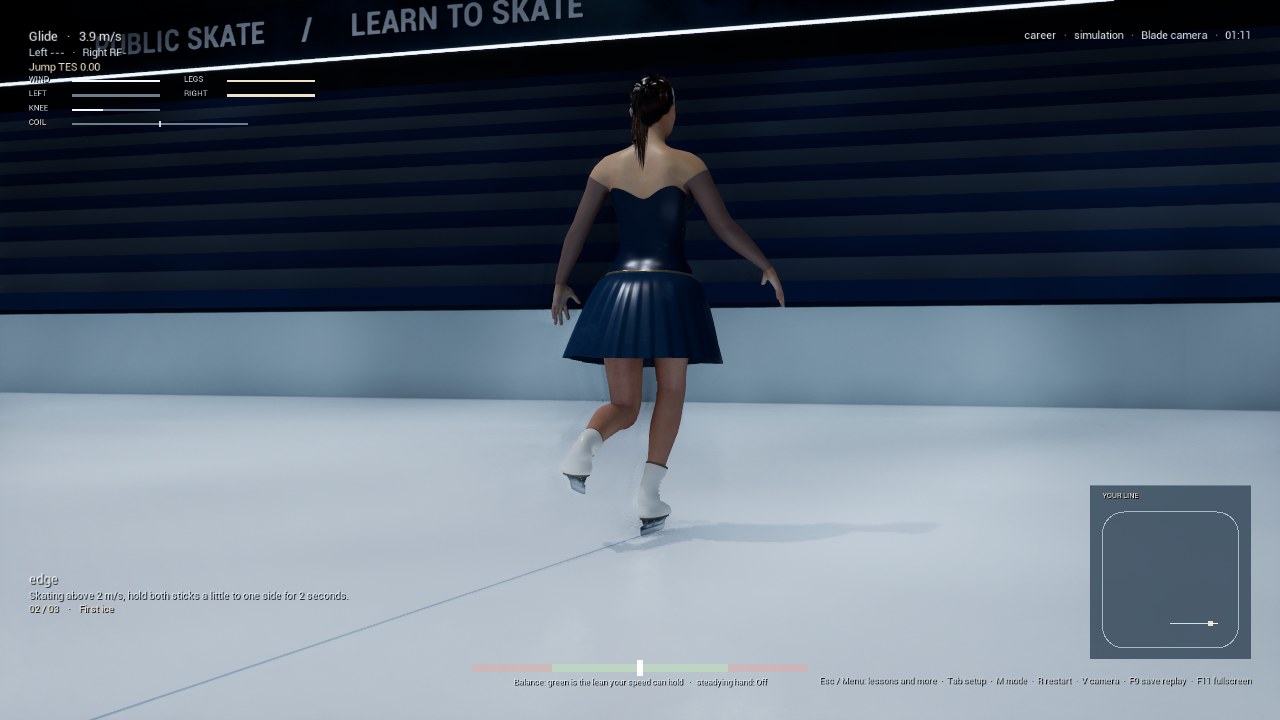 PUBLIC SKATE / LEARN TO SKATE
Glide · 3.9 m/s
Left --- · Right RF-
Jump TES 0.00
WIND
LEGS
LEFT
RIGHT
KNEE
COIL
career · simulation · Blade camera · 01:11
YOUR LINE
edge
Skating above 2 m/s, hold both sticks a little to one side for 2 seconds.
02 / 03 · First ice
Balance: green is the lean your speed can hold · steadying hand: Off
Esc / Menu: lessons and more · Tab setup · M mode · R restart · V camera · F9 save replay · F11 fullscreen